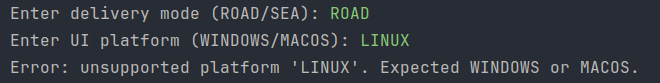 Enter delivery mode (ROAD/SEA): ROAD
Enter UI platform (WINDOWS/MACOS): LINUX
Error: unsupported platform 'LINUX'. Expected WINDOWS or MACOS.